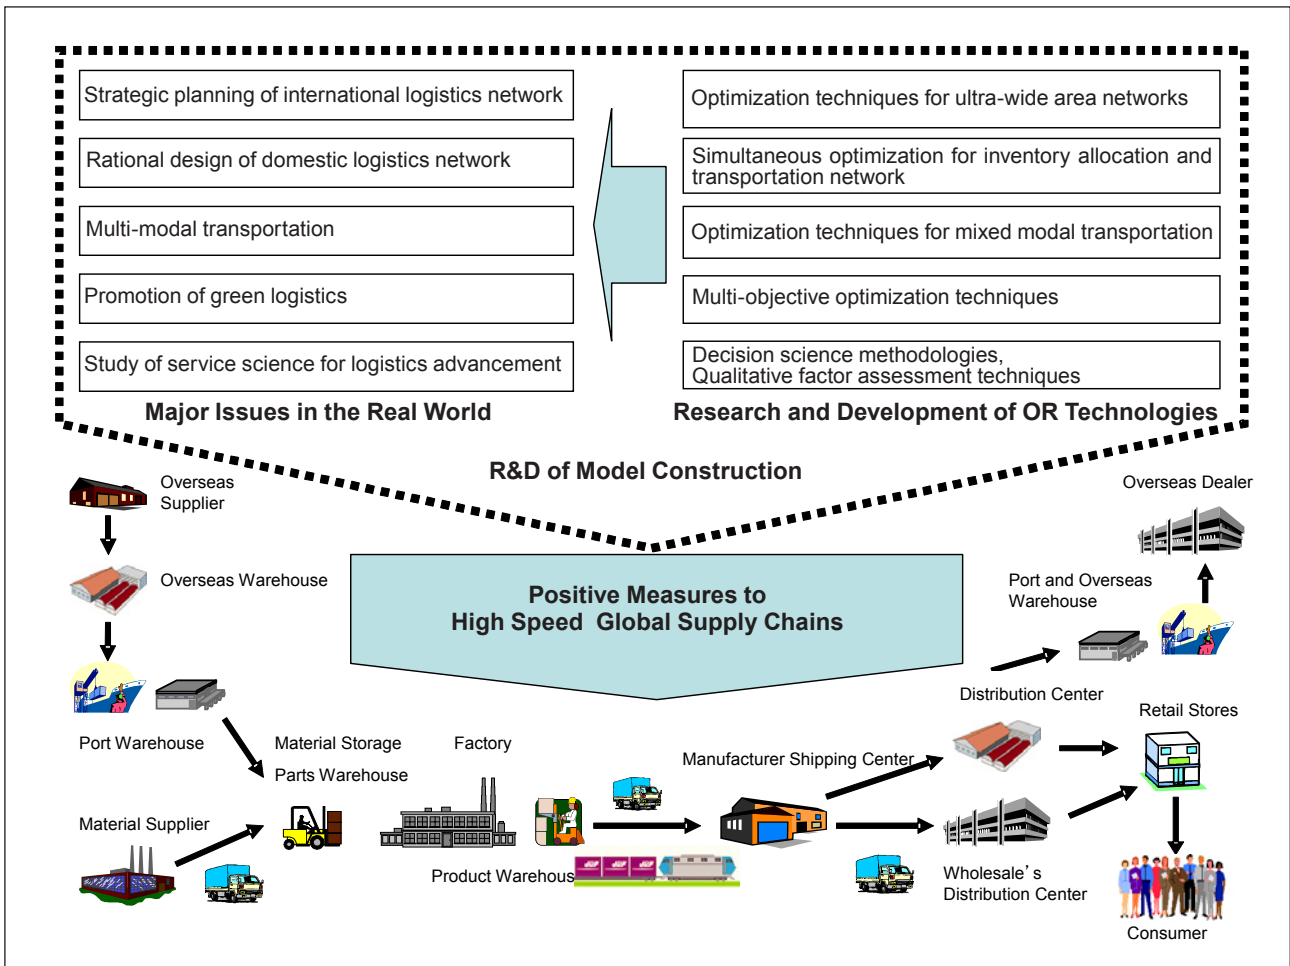 Strategic planning of international logistics network
Rational design of domestic logistics network
Multi-modal transportation
Promotion of green logistics
Study of service science for logistics advancement
Major Issues in the Real World
Optimization techniques for ultra-wide area networks
Simultaneous optimization for inventory allocation and
transportation network
Optimization techniques for mixed modal transportation
Multi-objective optimization techniques
Decision science methodologies,
Qualitative factor assessment techniques
Research and Development of OR Technologies
R&D of Model Construction
Positive Measures to
High Speed Global Supply Chains
Overseas
Supplier
Overseas Warehouse
Port Warehouse
Material Storage
Parts Warehouse
Factory
Material Supplier
Product Warehous
Manufacturer Shipping Center
Distribution Center
Wholesale's
Distribution Center
Port and Overseas
Warehouse
Overseas Dealer
Retail Stores
Consumer